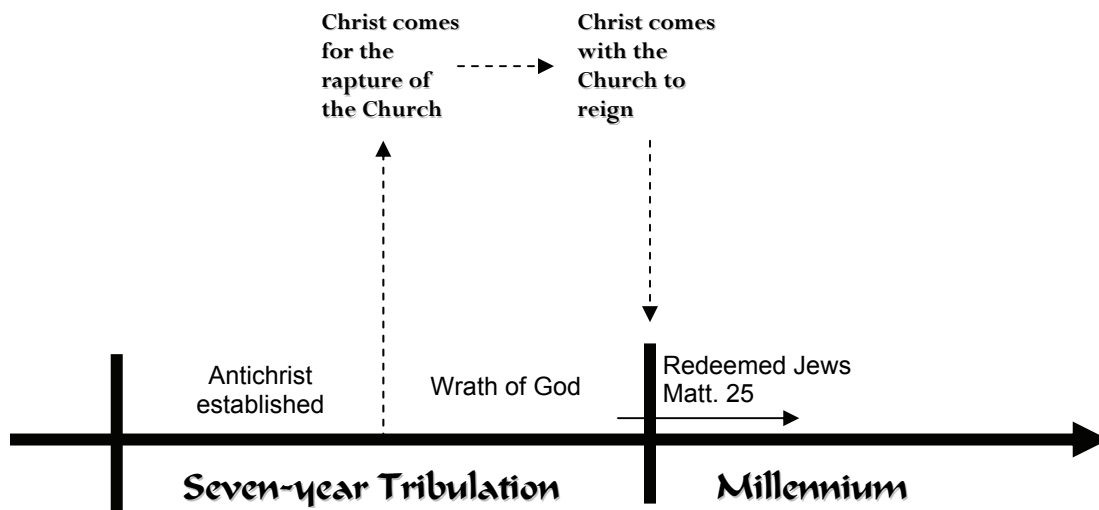 Christ comes
for the
rapture of
the Church
Christ comes
with the
Church to
reign
Antichrist
established
Wrath of God
Redeemed Jews
Matt. 25
Seven-year Tribulation
Millennium